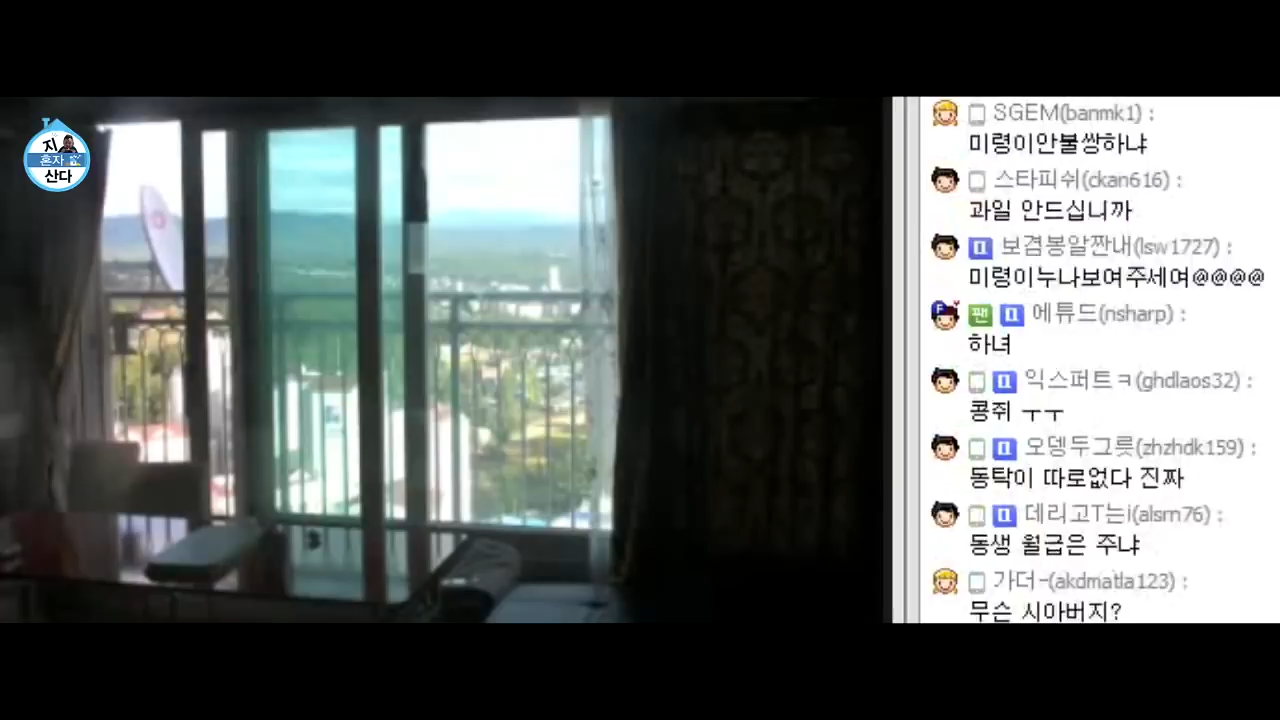 지
혼자
산다
SGEM(banmk1) :
미령이안불쌍하냐
스타피쉬(ckan616) :
과일 안드십니까
보겸봉알짠내(lsw1727) :
미령이누나보여주세여@@@@
팬 에튜드(nsharp) :
하녀
익스퍼트ㅋ(ghdlaos32) :
콩쥐 ㅜㅜ
오뎅두그릇(zhzhdk159) :
동탁이 따로없다 진짜
데리고T는i(alsrn76) :
동생 월급은 주냐
가더-(akdmatla123) :
무슨 시아버지?